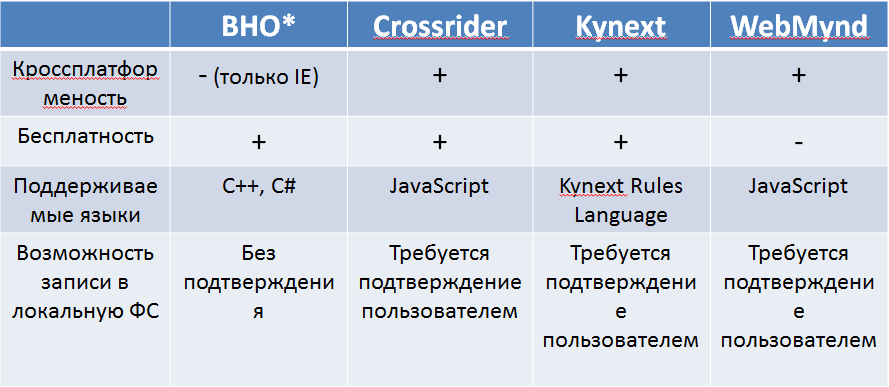 BHO* Crossrider Kynext WebMynd
Кроссплатфор
меность
- (только IE) + + +
Бесплатность + + + -
Поддерживае
мые языки
C++, C# JavaScript Kynext Rules
Language
JavaScript
Возможность
записи в
локальную ФС
Без
подтверждени
я
Требуется
подтверждение
пользователем
Требуется
подтверждени
е
пользователем
Требуется
подтверждени
е
пользователем